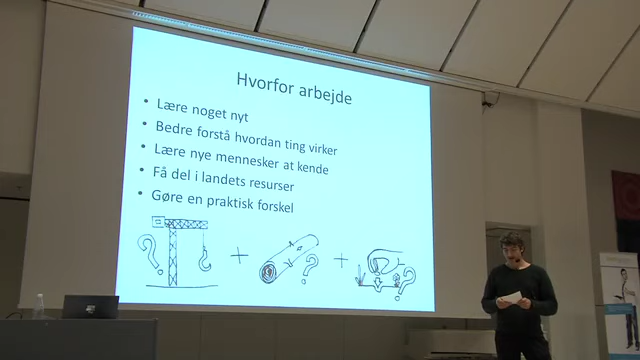 Hvorfor arbejde
• Lære noget nyt
• Bedre forstå hvordan ting virker
• Lære nye mennesker at kende
• Få del i landets resurser
• Gøre en praktisk forskel
? + ? + ?